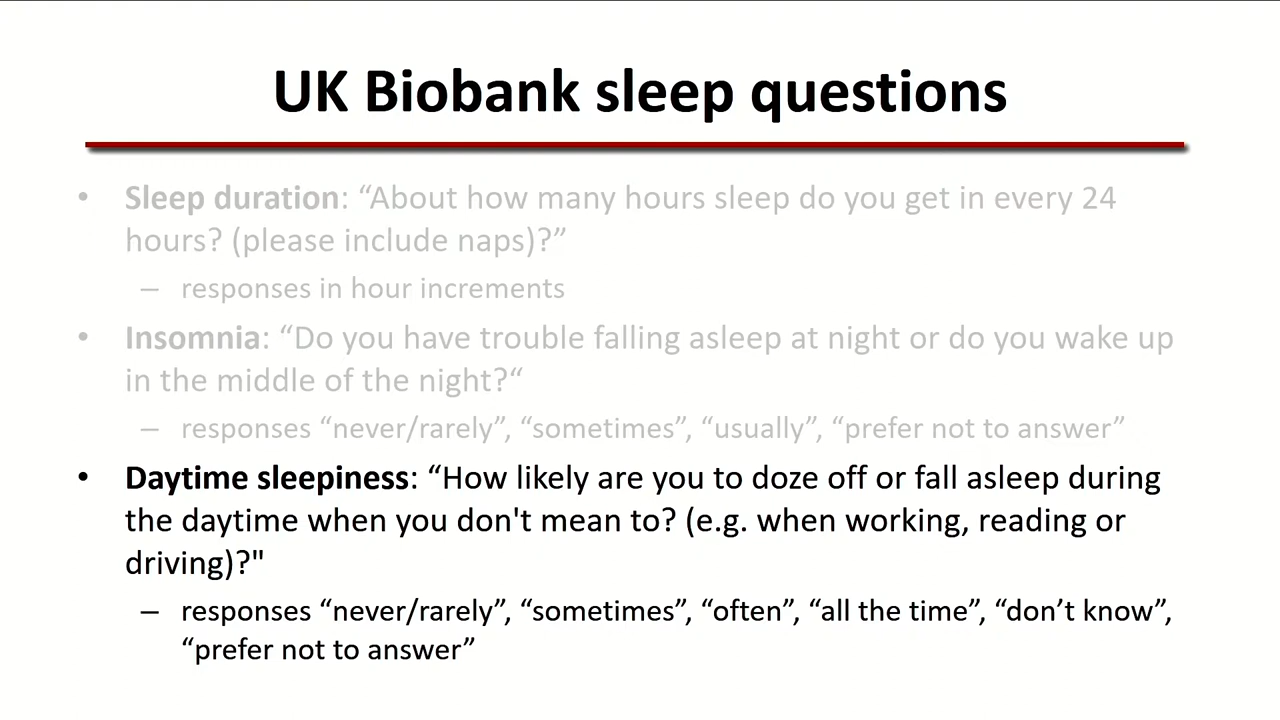 UK Biobank sleep questions
• Sleep duration: “About how many hours sleep do you get in every 24
hours? (please include naps)?”
– responses in hour increments
• Insomnia: “Do you have trouble falling asleep at night or do you wake up
in the middle of the night?“
– responses “never/rarely”, “sometimes”, “usually”, “prefer not to answer”
• Daytime sleepiness: “How likely are you to doze off or fall asleep during
the daytime when you don't mean to? (e.g. when working, reading or
driving)?"
– responses “never/rarely”, “sometimes”, “often”, “all the time”, “don’t know”,
“prefer not to answer”